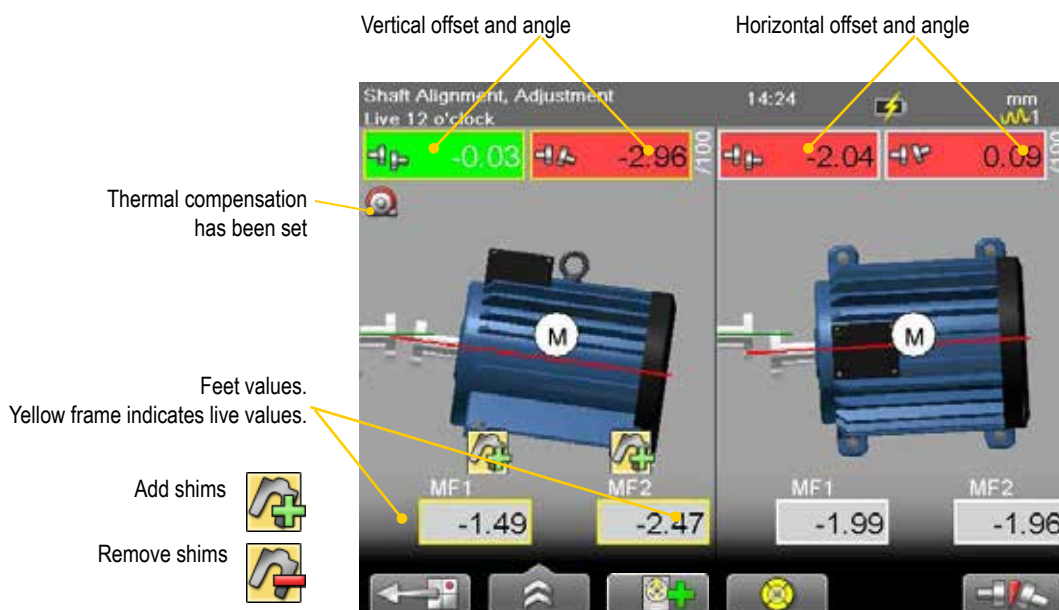 Vertical offset and angle
Horizontal offset and angle
Shaft Alignment, Adjustment
14:24
mm
Live 12 o'clock
1
-0.03
-2.96
/100
-2.04
0.09
/100
Thermal compensation
has been set
M
M
Feet values.
Yellow frame indicates live values.
MF1
MF2
MF1
MF2
-1.49
-2.47
-1.99
-1.96
Add shims
Remove shims